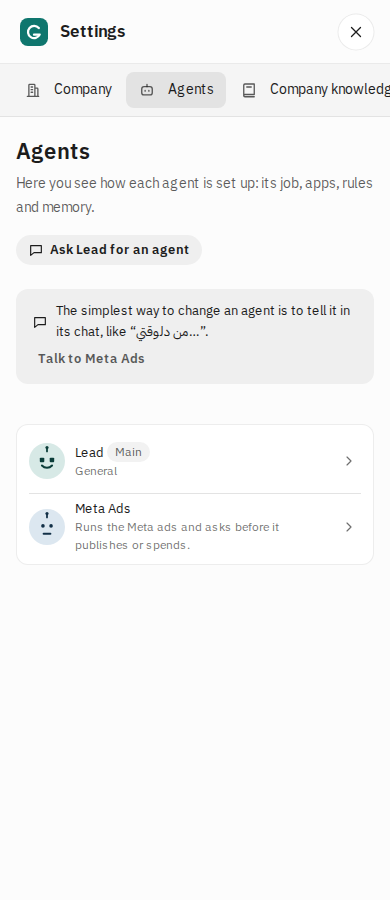 Settings
Company
Agents
Company knowledg
Agents
Here you see how each agent is set up: its job, apps, rules
and memory.
Ask Lead for an agent
The simplest way to change an agent is to tell it in
its chat, like “من دلوقتي…”.
Talk to Meta Ads
Lead Main
General
Meta Ads
Runs the Meta ads and asks before it
publishes or spends.